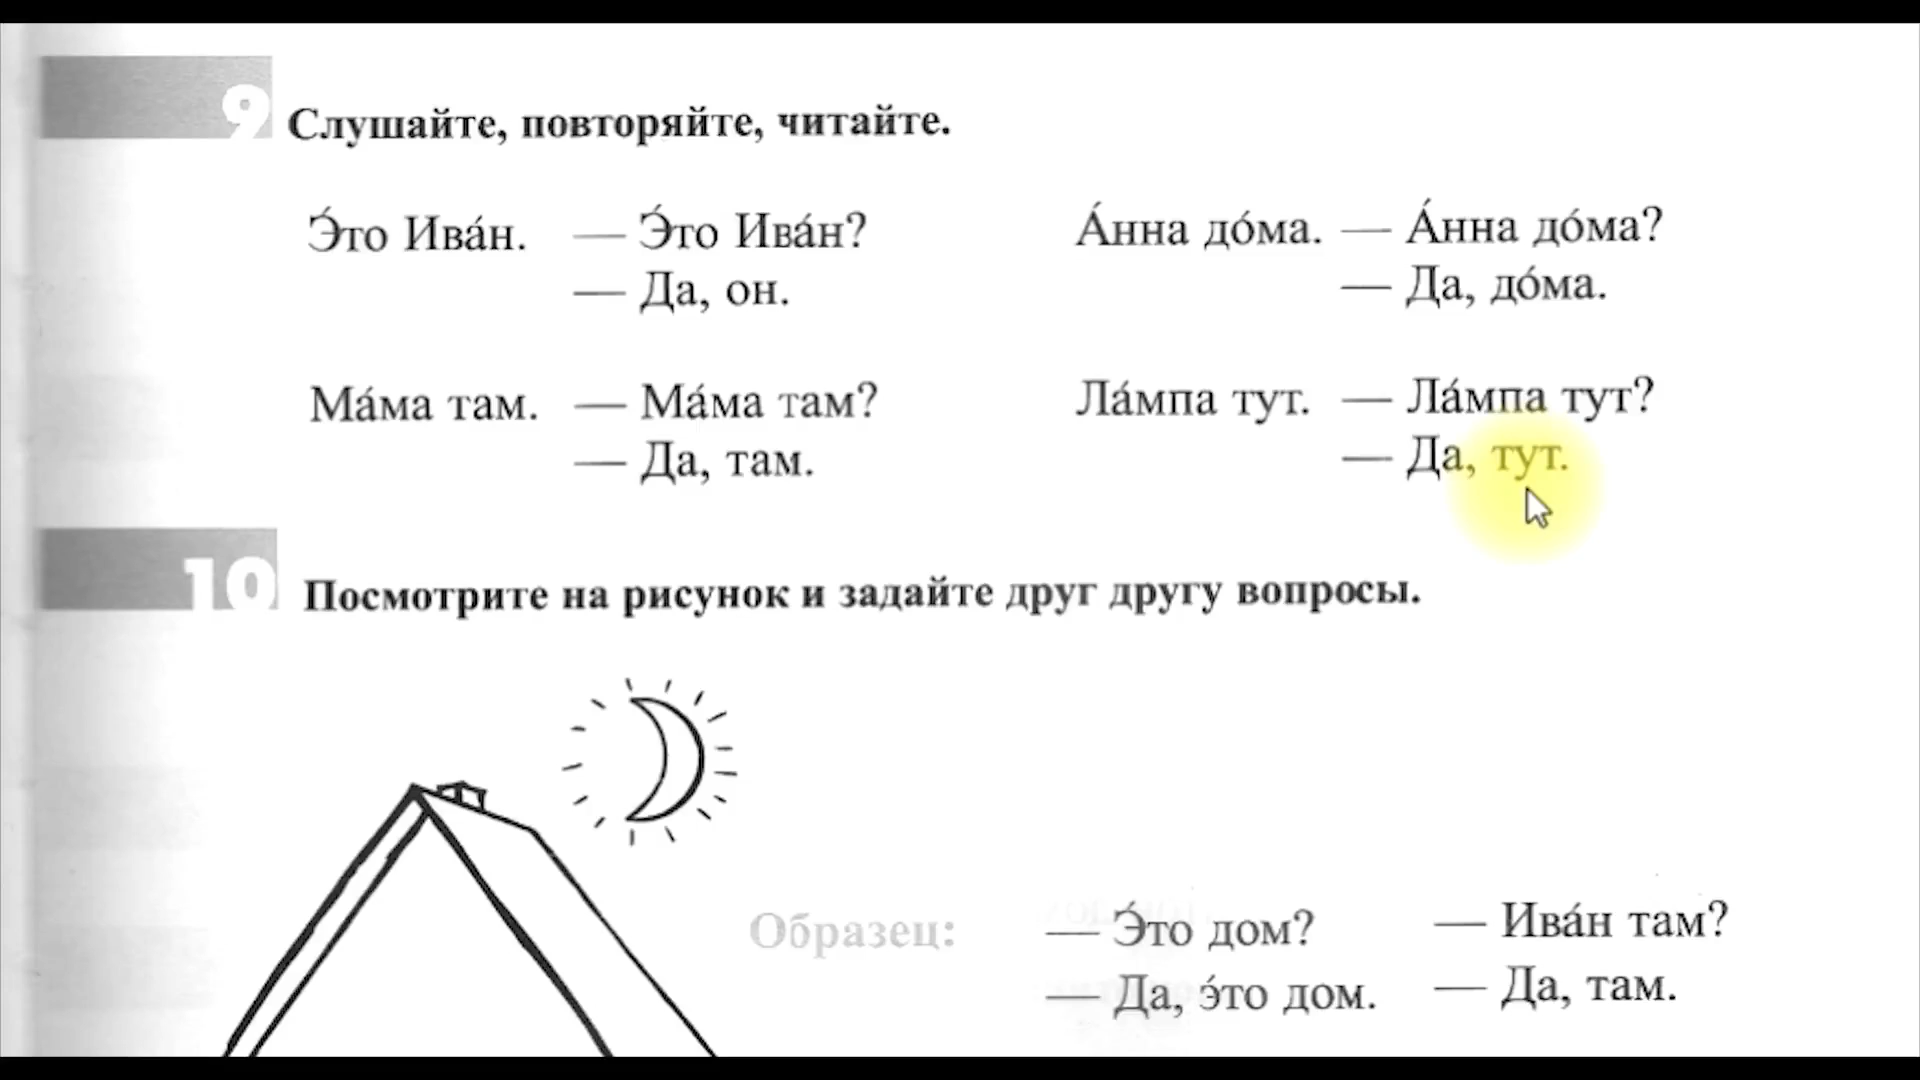 9 Слушайте, повторяйте, читайте.
Э́то Ива́н. — Э́то Ива́н?
— Да, он.
А́нна до́ма. — А́нна до́ма?
— Да, до́ма.
Ма́ма там. — Ма́ма там?
— Да, там.
Ла́мпа тут. — Ла́мпа тут?
— Да, тут.
10 Посмотрите на рисунок и задайте друг другу вопросы.
Образец:
— Э́то дом?
— Да, э́то дом.
— Ива́н там?
— Да, там.